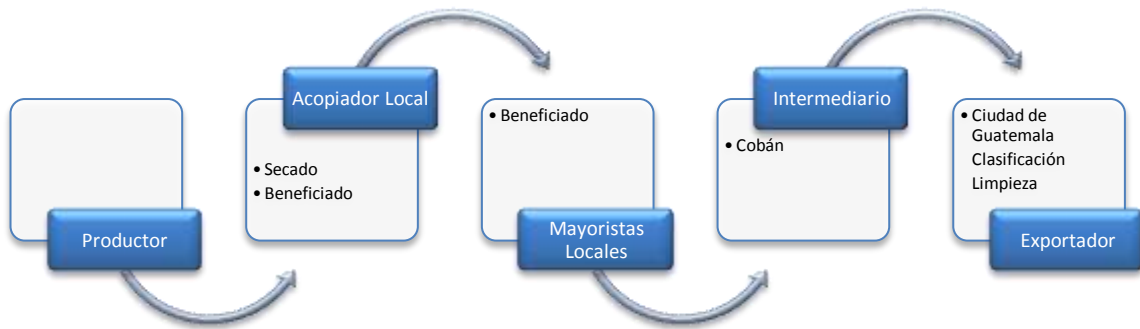 Productor
Acopiador Local
• Secado
• Beneficiado
• Beneficiado
Mayoristas
Locales
Intermediario
• Cobán
• Ciudad de
Guatemala
Clasificación
Limpieza
Exportador